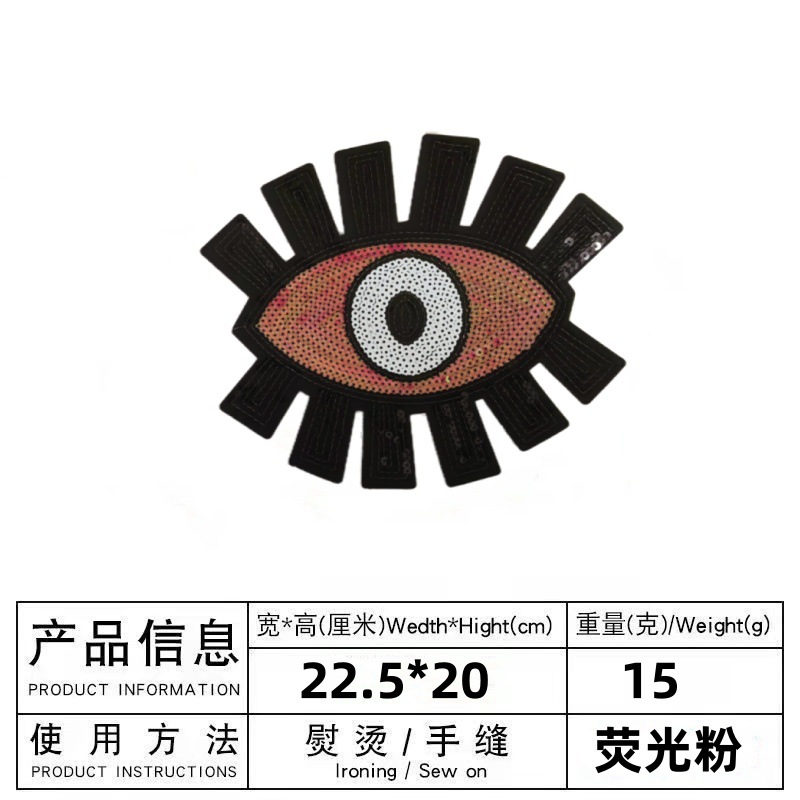 产品信息
PRODUCT INFORMATION
宽*高(厘米)Wedth*Hight(cm)
重量(克)/Weight(g)
22.5*20
15
使用方法
PRODUCT INSTRUCTIONS
熨烫/手缝
Ironing / Sew on
荧光粉